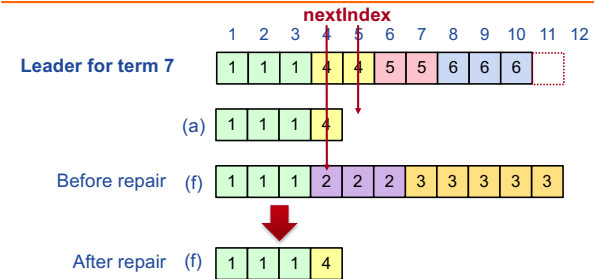 nextIndex
1 2 3 4 5 6 7 8 9 10 11 12
Leader for term 7 1 1 1 4 4 5 5 6 6 6
(a) 1 1 1 4
Before repair (f) 1 1 1 2 2 2 3 3 3 3 3
After repair (f) 1 1 1 4